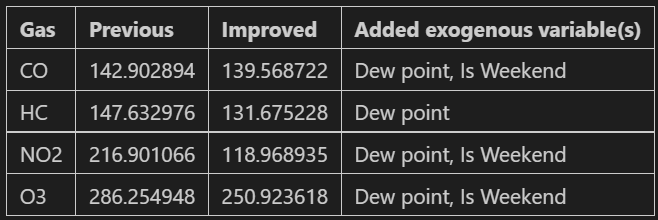 Gas Previous Improved Added exogenous variable(s)
CO 142.902894 139.568722 Dew point, Is Weekend
HC 147.632976 131.675228 Dew point
NO2 216.901066 118.968935 Dew point, Is Weekend
O3 286.254948 250.923618 Dew point, Is Weekend